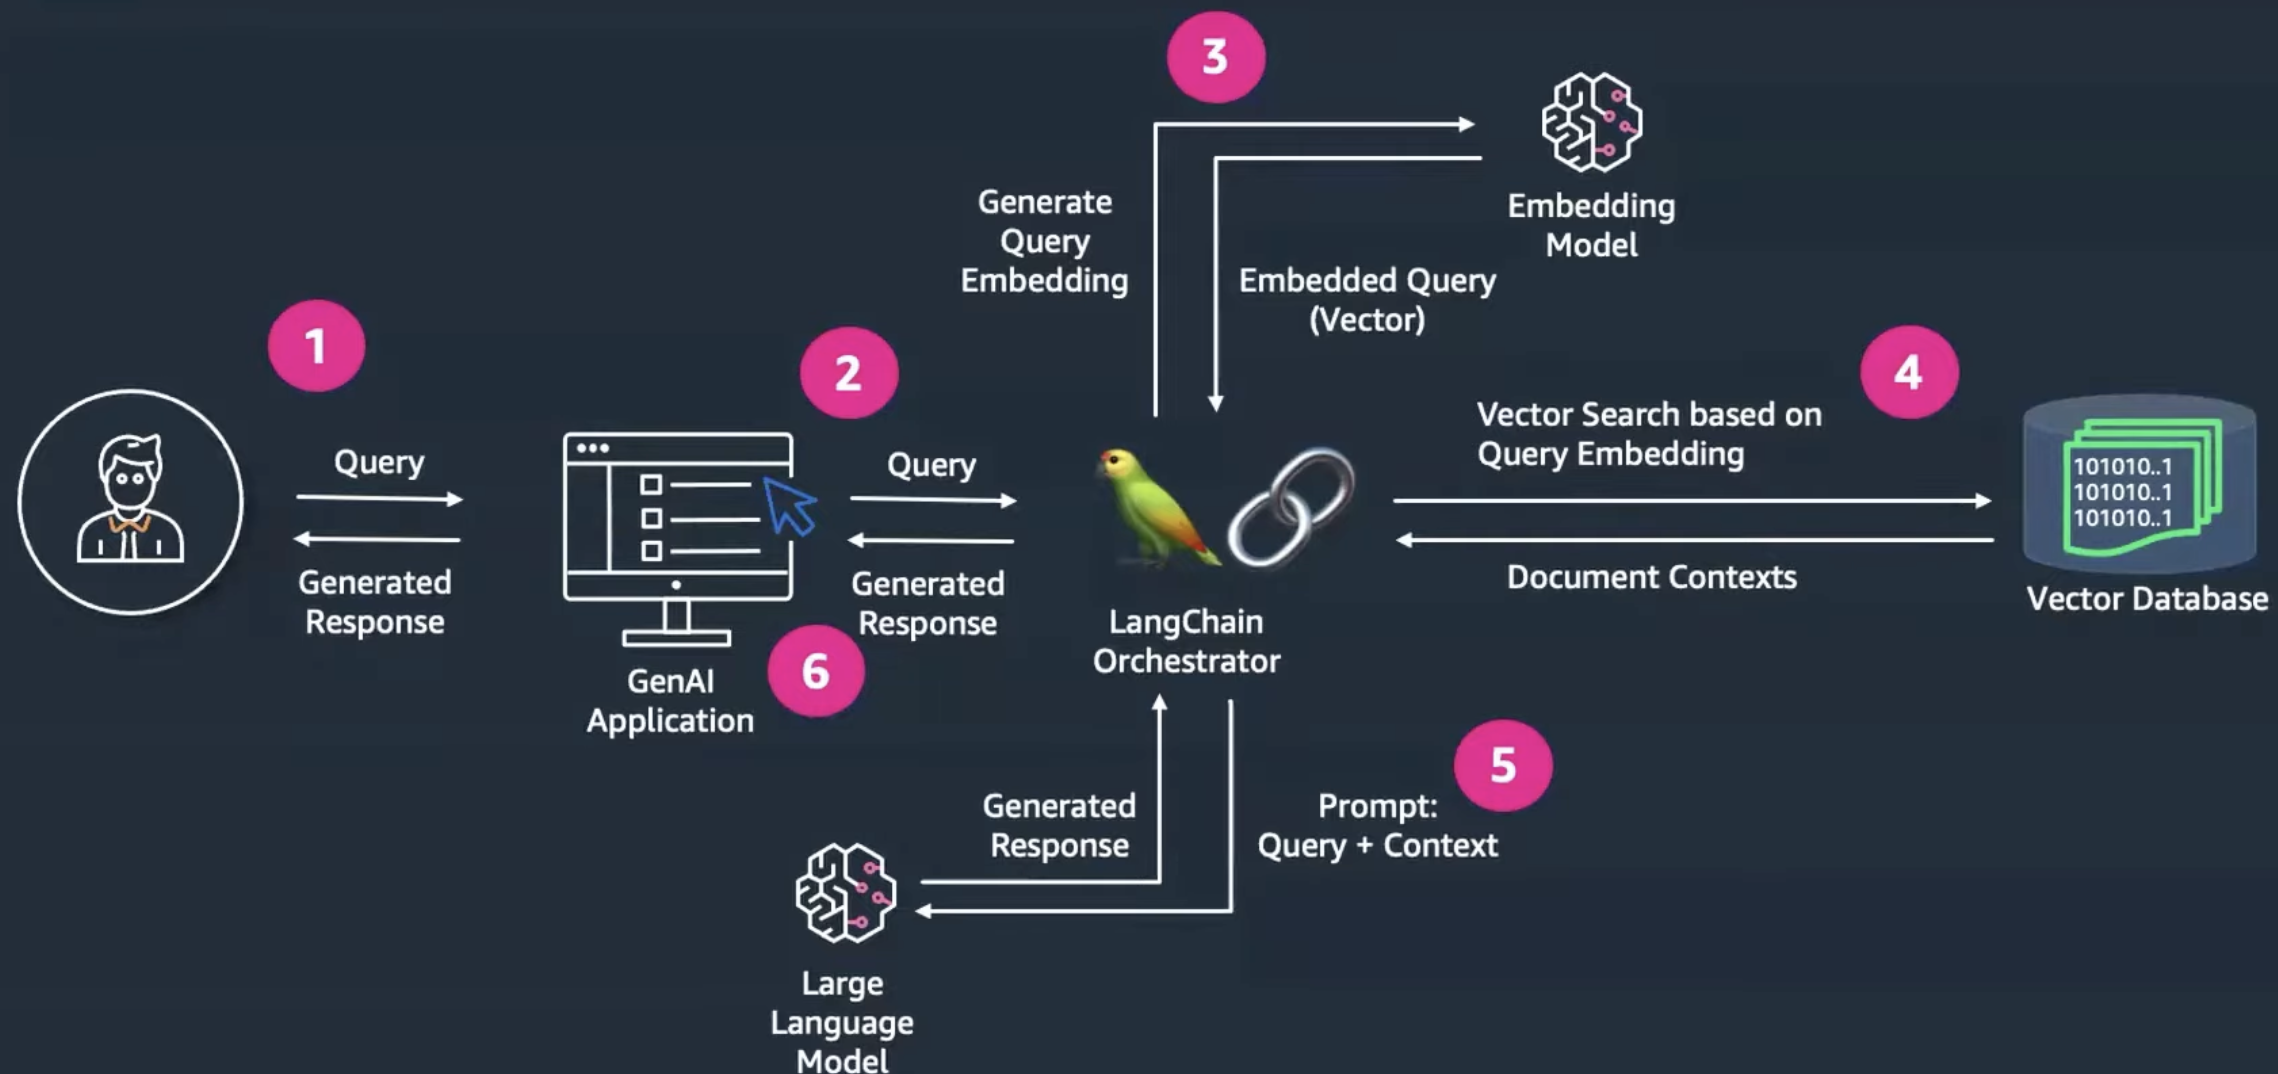 3
Generate
Query
Embedding
Embedding
Model
Embedded Query
(Vector)
1
Query
Generated
Response
2
Query
Generated
Response
GenAI
Application
6
LangChain
Orchestrator
4
Vector Search based on
Query Embedding
Document Contexts
101010..1
101010..1
101010..1
Vector Database
5
Generated
Response
Prompt:
Query + Context
Large
Language
Model